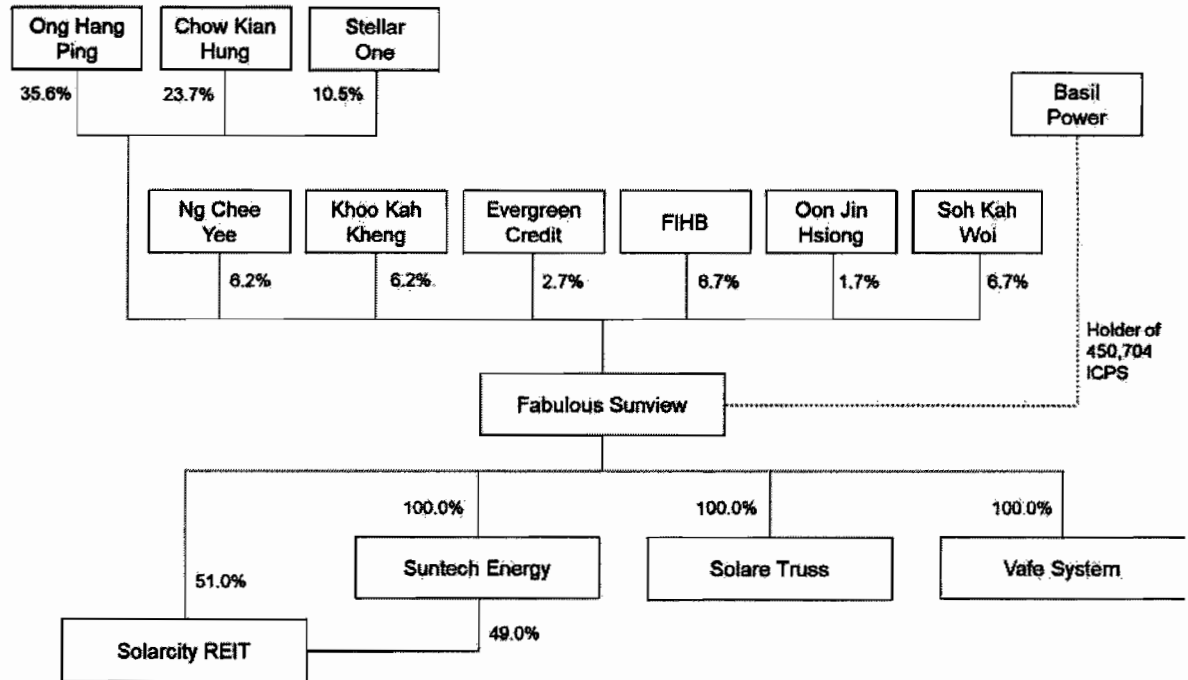 Ong Hang
Ping
Chow Kian
Hung
Stellar
One
35.6%
23.7%
10.5%
Basil
Power
Ng Chee
Yee
Khoo Kah
Kheng
Evergreen
Credit
FIHB
Oon Jin
Hsiong
Soh Kah
Woi
6.2%
6.2%
2.7%
6.7%
1.7%
6.7%
Holder of
450,704
ICPS
Fabulous Sunview
100.0%
100.0%
100.0%
Suntech Energy
Solare Truss
Vafe System
51.0%
49.0%
Solarcity REIT